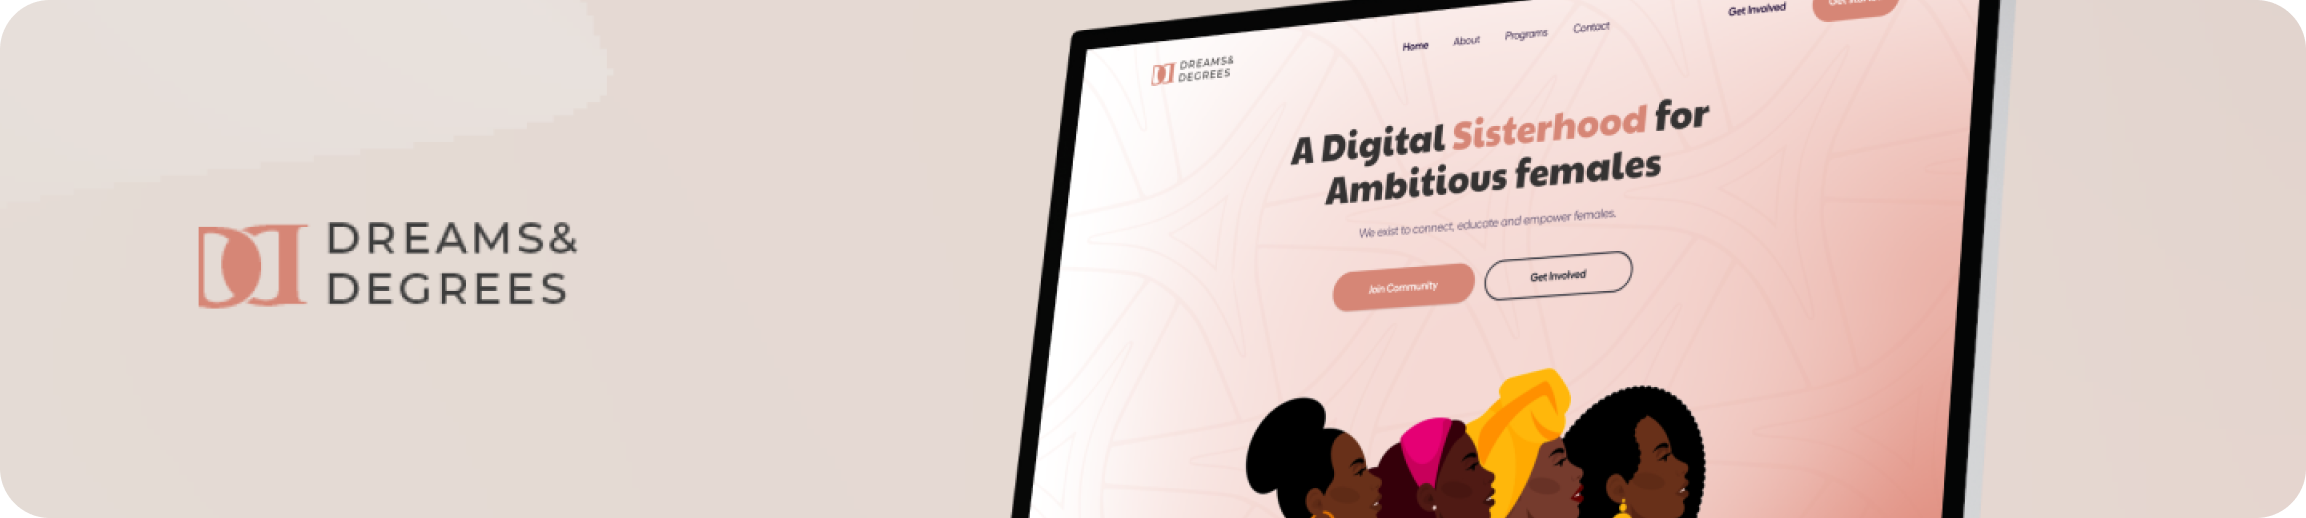 DREAMS&
DEGREES
DREAMS&
DEGREES
Home About Programs Contact
Get Involved
A Digital Sisterhood for
Ambitious females
We exist to connect, educate and empower females.
Join Community
Get Involved